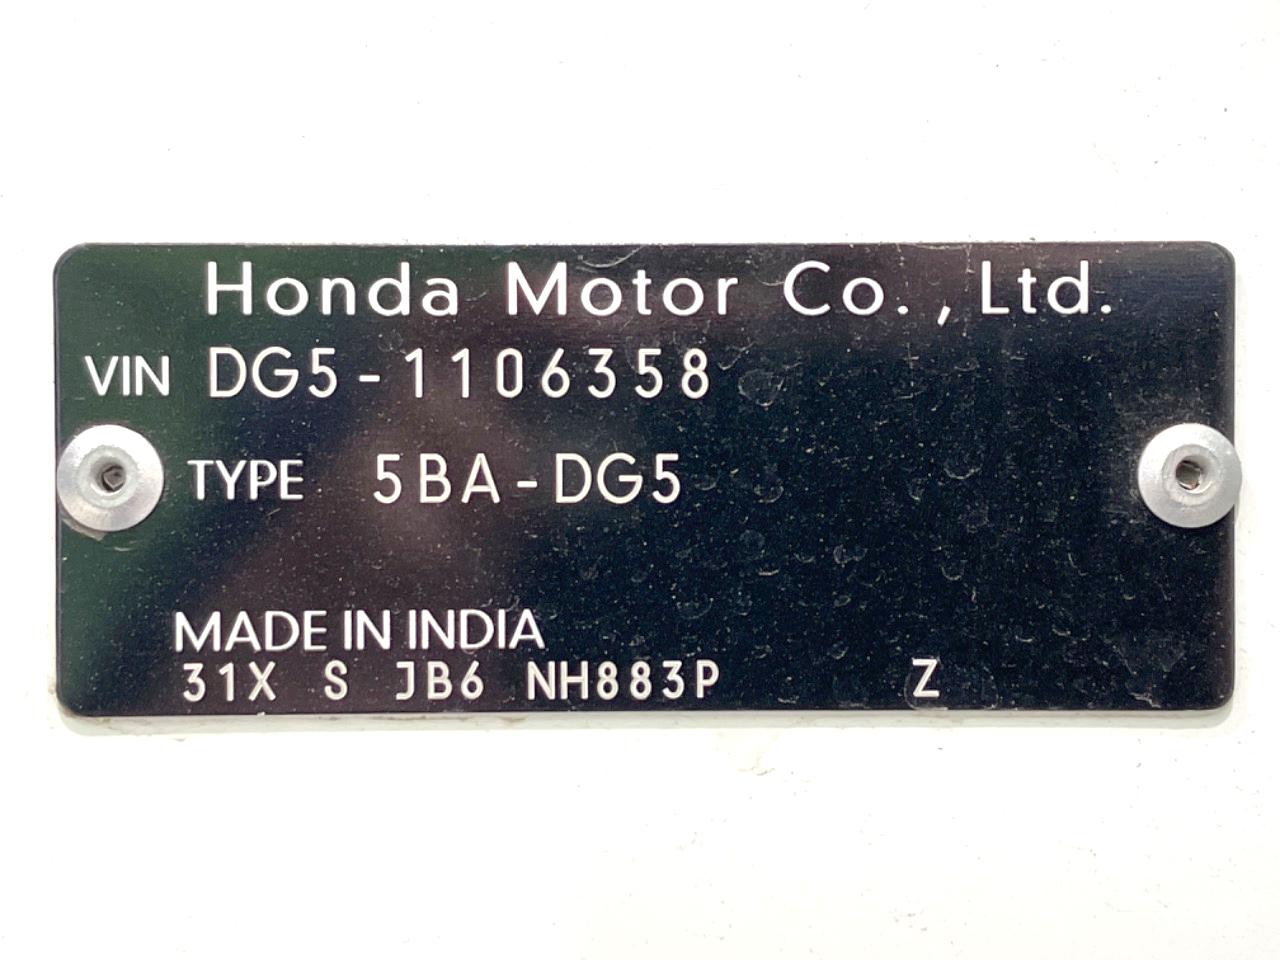 Honda Motor Co., Ltd.
VIN DG5-1106358
TYPE 5BA-DG5
MADE IN INDIA
31X S JB6 NH883P Z